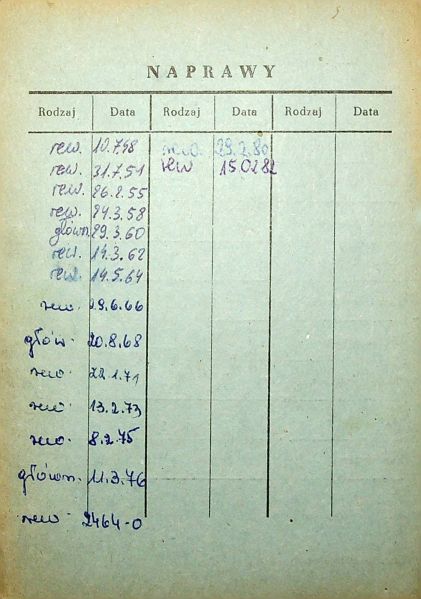 NAPRAWY
Rodzaj Data Rodzaj Data Rodzaj Data
rew. 10.7.48 rew. 29.2.80
rew. 31.7.51 rew 15.02.82
rew. 26.2.55
rew. 24.3.58
główn 29.3.60
rew. 14.3.62
rew. 14.5.64
rew. 29.6.66
głów. 20.8.68
rew. 22.1.71
rew 13.2.73
rew. 8.2.75
główn. 11.3.76
rew 2464-0